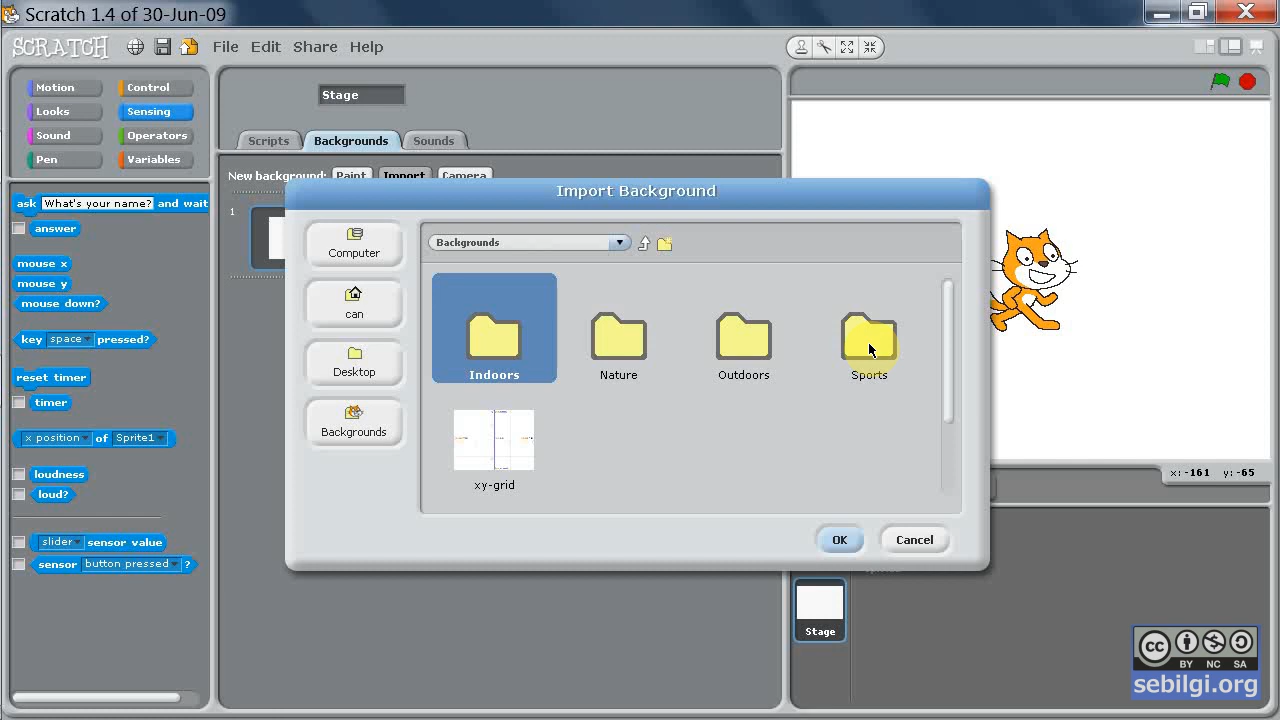 Scratch 1.4 of 30-Jun-09
SCRATCH File Edit Share Help
Motion Control
Looks Sensing
Sound Operators
Pen Variables
ask What's your name? and wait
answer
mouse x
mouse y
mouse down?
key space pressed?
reset timer
timer
x position of Sprite1
loudness
loud?
slider sensor value
sensor button pressed ?
Stage
Scripts Backgrounds Sounds
New background: Paint Import Camera
1
Import Background
Computer
can
Desktop
Backgrounds
Backgrounds
Indoors Nature Outdoors Sports
xy-grid
OK Cancel
x:-161 y:-65
Stage
cc BY NC SA
sebilgi.org